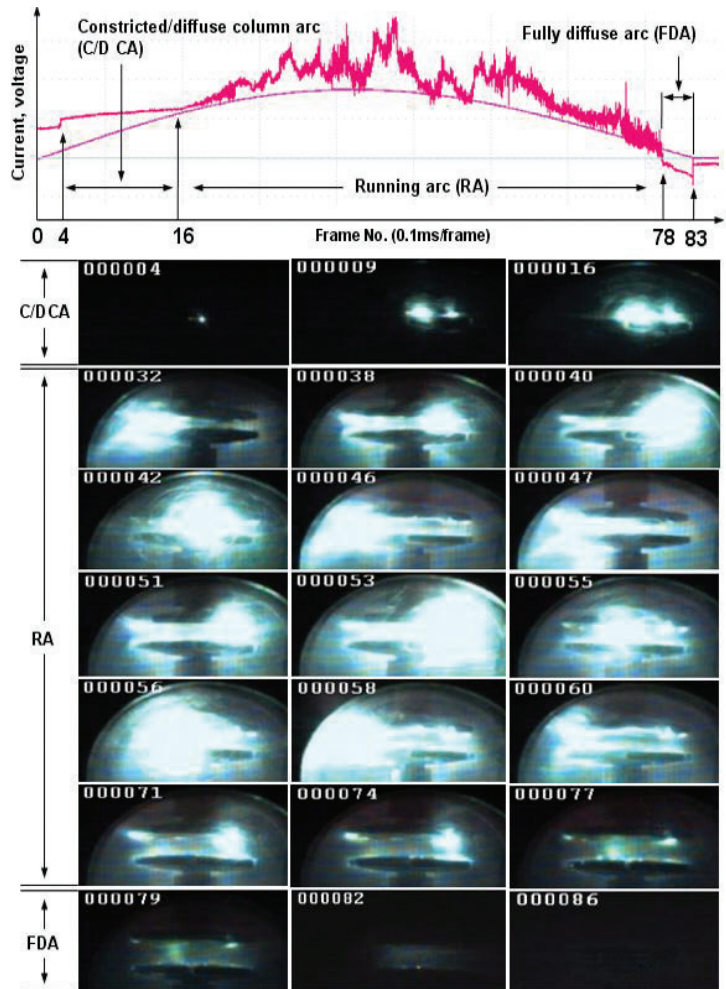 Constricted/diffuse column arc
(C/D CA)
Fully diffuse arc (FDA)
Current, voltage
Running arc (RA)
0 4 16 Frame No. (0.1ms/frame) 78 83
C/D CA
000004 000009 000016
RA
000032 000038 000040
000042 000046 000047
000051 000053 000055
000056 000058 000060
000071 000074 000077
FDA
000079 000082 000086